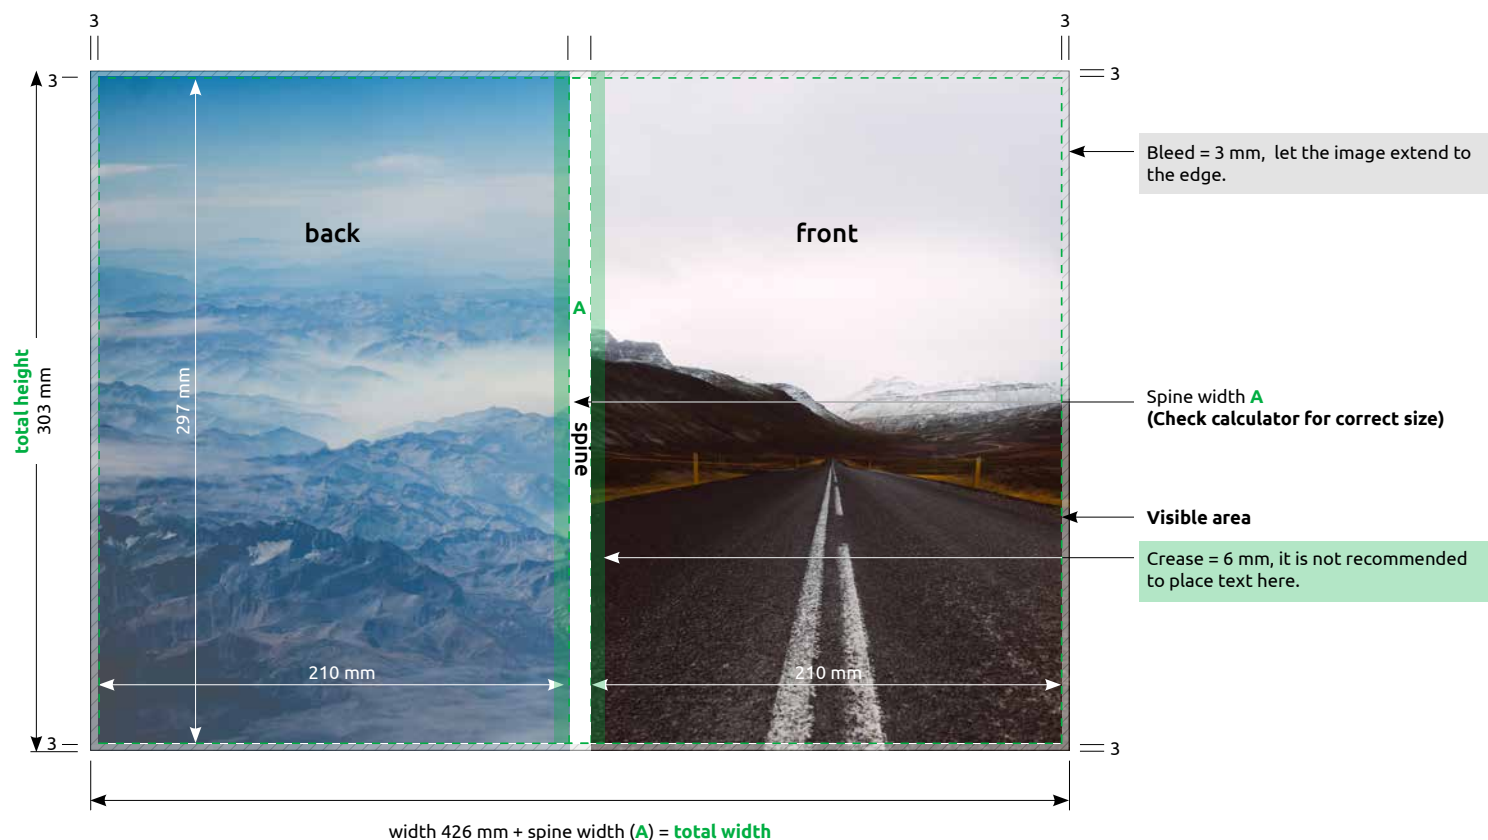 3
3
3
3
back
front
Bleed = 3 mm,  let the image extend to
the edge.
A
total height
303 mm
297 mm
Spine width A
(Check calculator for correct size)
spine
Visible area
Crease = 6 mm, it is not recommended
to place text here.
210 mm
210 mm
3
3
width 426 mm + spine width (A) = total width